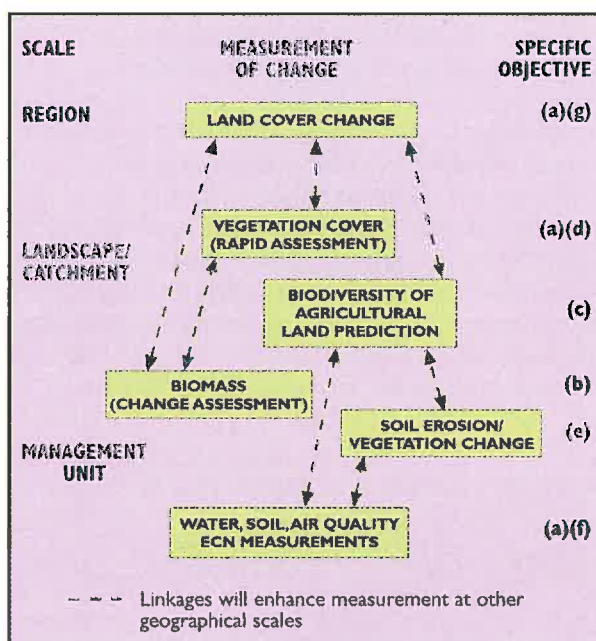 SCALE MEASUREMENT SPECIFIC
OF CHANGE OBJECTIVE
REGION LAND COVER CHANGE (a)(g)
VEGETATION COVER (a)(d)
(RAPID ASSESSMENT)
LANDSCAPE/
CATCHMENT
BIODIVERSITY OF
AGRICULTURAL (c)
LAND PREDICTION
BIOMASS (b)
(CHANGE ASSESSMENT)
SOIL EROSION/ (e)
VEGETATION CHANGE
MANAGEMENT
UNIT
WATER, SOIL, AIR QUALITY (a)(f)
ECN MEASUREMENTS
Linkages will enhance measurement at other
geographical scales